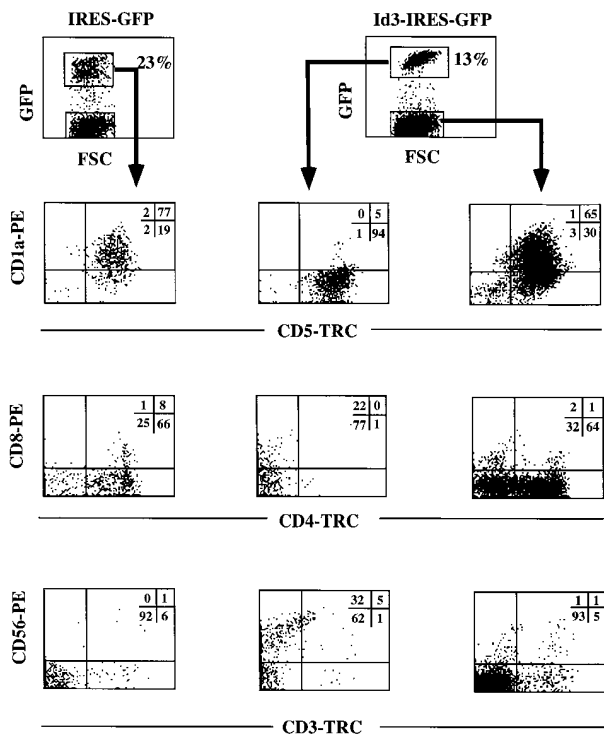 IRES-GFP
Id3-IRES-GFP
GFP
23%
FSC
GFP
13%
FSC
CD1a-PE
2 77
2 19
0 5
1 94
1 65
3 30
CD5-TRC
CD8-PE
1 8
25 66
22 0
77 1
2 1
32 64
CD4-TRC
CD56-PE
0 1
92 6
32 5
62 1
1 1
93 5
CD3-TRC